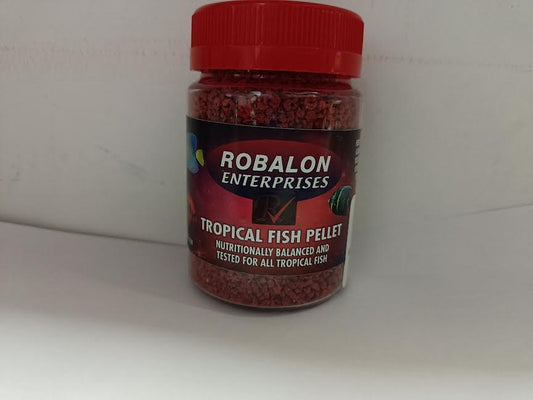 ROBALON
ENTERPRISES
TROPICAL FISH PELLET
NUTRITIONALLY BALANCED AND
TESTED FOR ALL TROPICAL FISH